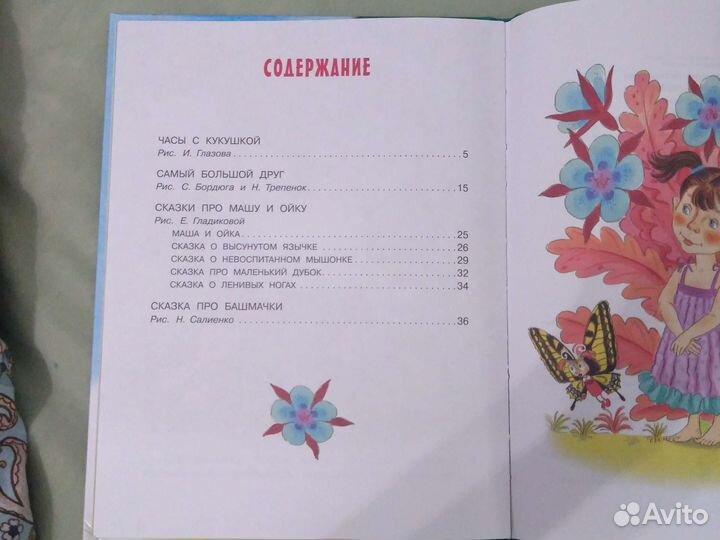 СОДЕРЖАНИЕ
ЧАСЫ С КУКУШКОЙ
Рис. И. Глазова . . . . . . . . . . . . . . . . . . . . . . . . . . . . . . 5
САМЫЙ БОЛЬШОЙ ДРУГ
Рис. С. Бордюга и Н. Трепенок . . . . . . . . . . . . . . . . . . . . 15
СКАЗКИ ПРО МАШУ И ОЙКУ
Рис. Е. Гладиковой
МАША И ОЙКА . . . . . . . . . . . . . . . . . . . . . . . . . . . . 25
СКАЗКА О ВЫСУНУТОМ ЯЗЫЧКЕ . . . . . . . . . . . . . . . . . . 26
СКАЗКА О НЕВОСПИТАННОМ МЫШОНКЕ . . . . . . . . . . . . . 29
СКАЗКА ПРО МАЛЕНЬКИЙ ДУБОК . . . . . . . . . . . . . . . . . 32
СКАЗКА О ЛЕНИВЫХ НОГАХ . . . . . . . . . . . . . . . . . . . . 34
СКАЗКА ПРО БАШМАЧКИ
Рис. Н. Салиенко . . . . . . . . . . . . . . . . . . . . . . . . . . . 36
Avito